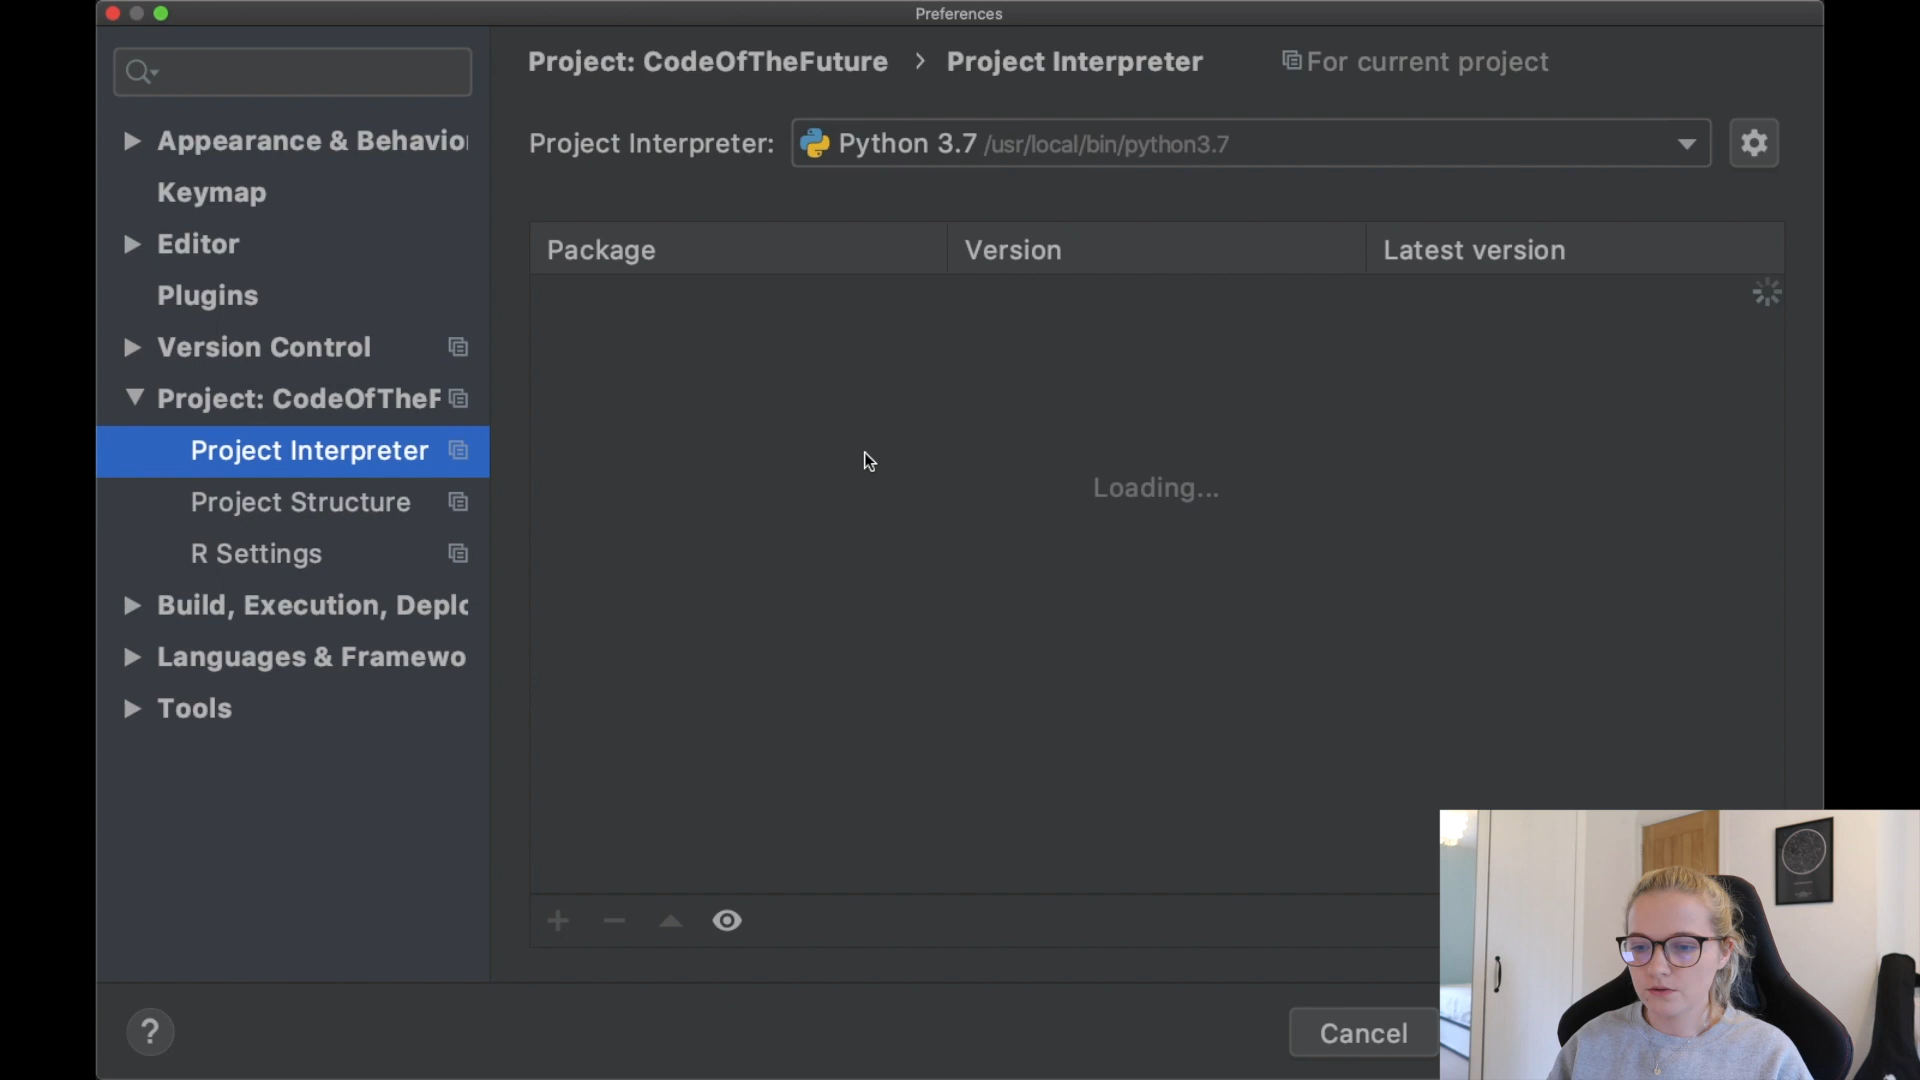 Preferences
Project: CodeOfTheFuture › Project Interpreter For current project
Project Interpreter: Python 3.7 /usr/local/bin/python3.7
Appearance & Behavior
Keymap
Editor
Plugins
Version Control
Project: CodeOfTheF
Project Interpreter
Project Structure
R Settings
Build, Execution, Deplo
Languages & Framewo
Tools
Package Version Latest version
Loading...
?
Cancel